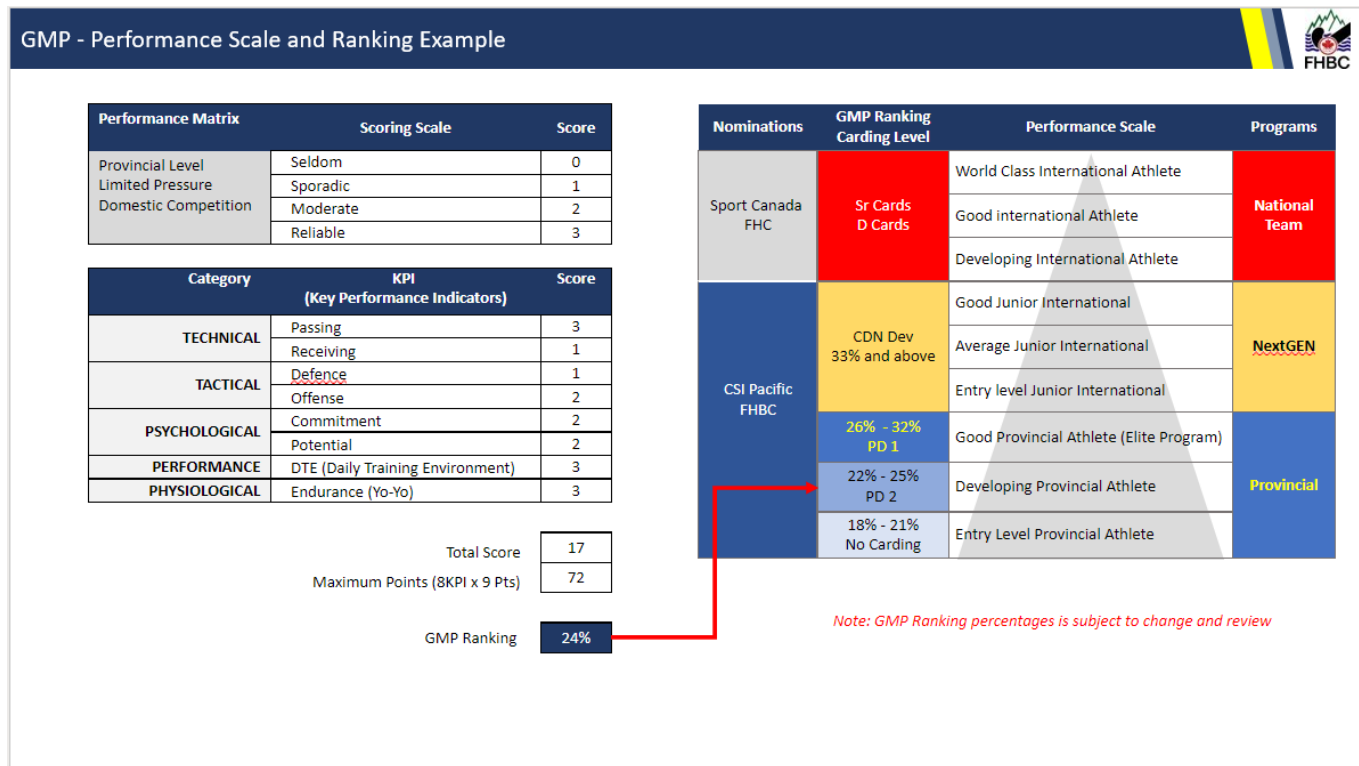 GMP - Performance Scale and Ranking Example
FHBC
Performance Matrix
Scoring Scale
Score
Provincial Level
Limited Pressure
Domestic Competition
Seldom
0
Sporadic
1
Moderate
2
Reliable
3
Category
KPI
(Key Performance Indicators)
Score
TECHNICAL
Passing
3
Receiving
1
TACTICAL
Defence
1
Offense
2
PSYCHOLOGICAL
Commitment
2
Potential
2
PERFORMANCE
DTE (Daily Training Environment)
3
PHYSIOLOGICAL
Endurance (Yo-Yo)
3
Total Score
17
Maximum Points (8KPI x 9 Pts)
72
GMP Ranking
24%
Nominations
GMP Ranking
Carding Level
Performance Scale
Programs
Sport Canada
FHC
Sr Cards
D Cards
World Class International Athlete
Good international Athlete
Developing International Athlete
National
Team
CSI Pacific
FHBC
CDN Dev
33% and above
Good Junior International
Average Junior International
Entry level Junior International
NextGEN
26% - 32%
PD 1
Good Provincial Athlete (Elite Program)
22% - 25%
PD 2
Developing Provincial Athlete
Provincial
18% - 21%
No Carding
Entry Level Provincial Athlete
Note: GMP Ranking percentages is subject to change and review